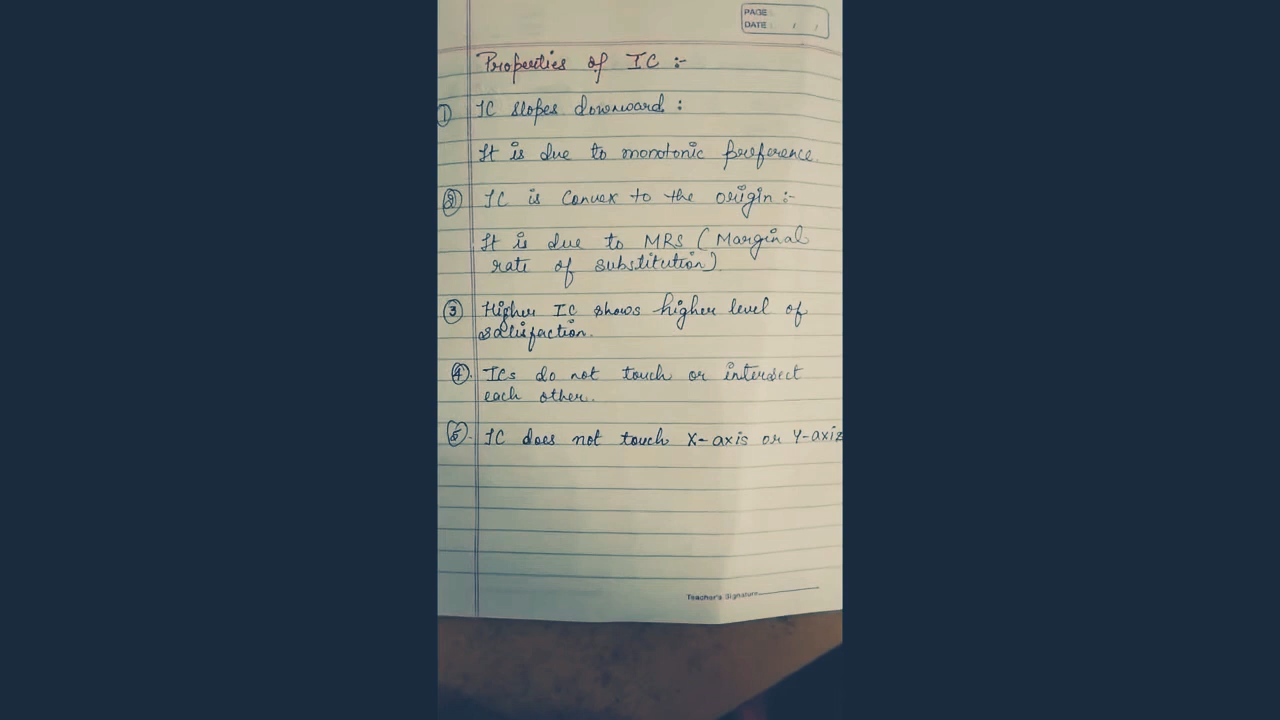 PAGE
DATE / /
Properties of IC :-
① IC slopes downward :
It is due to monotonic preference.
② IC is convex to the origin :-
It is due to MRS (Marginal
rate of substitution)
③ Higher IC shows higher level of
satisfaction.
④. ICs do not touch or intersect
each other.
⑤. IC does not touch X-axis or Y-axis
Teacher's Signature